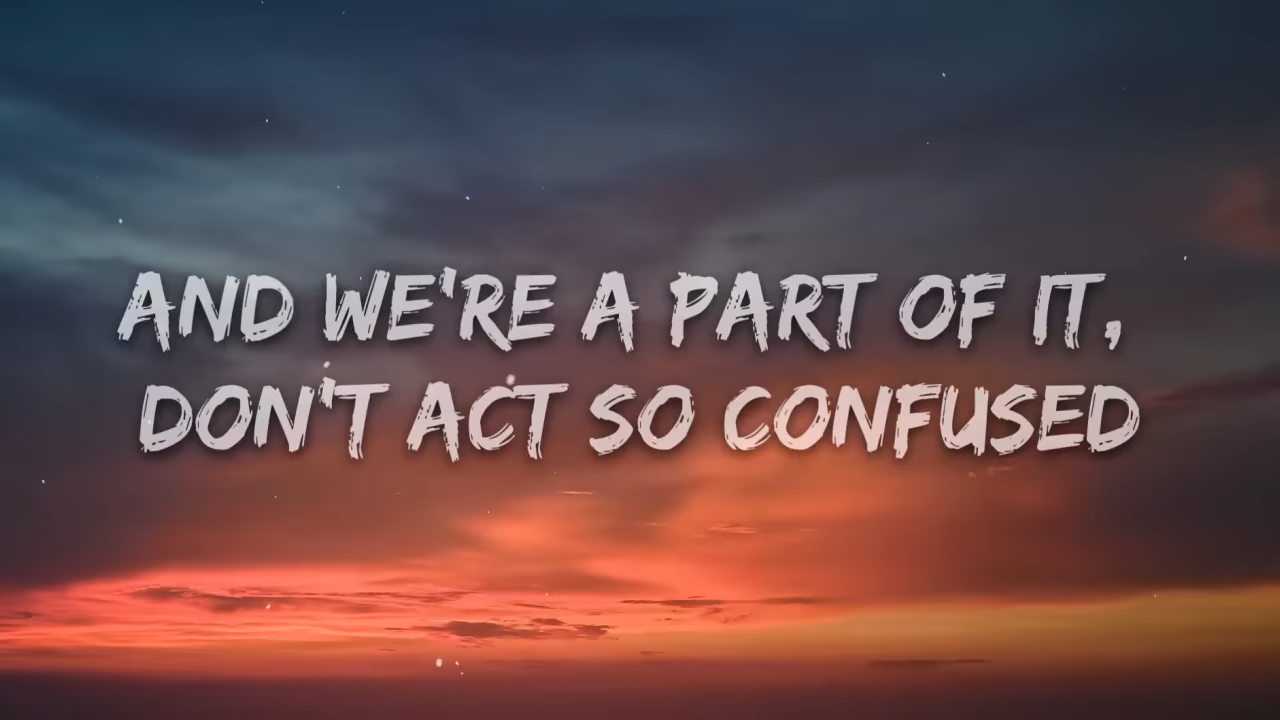 AND WE'RE A PART OF IT,
DON'T ACT SO CONFUSED